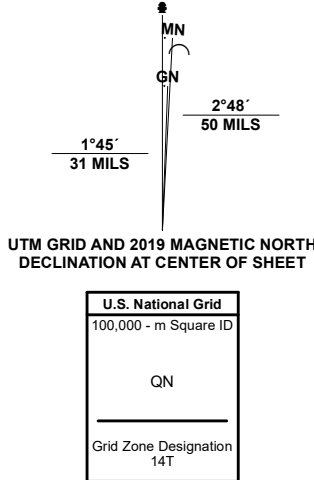 MN
GN
2°48´
50 MILS
1°45´
31 MILS
UTM GRID AND 2019 MAGNETIC NORTH
DECLINATION AT CENTER OF SHEET
U.S. National Grid
100,000 - m Square ID
QN
Grid Zone Designation
14T